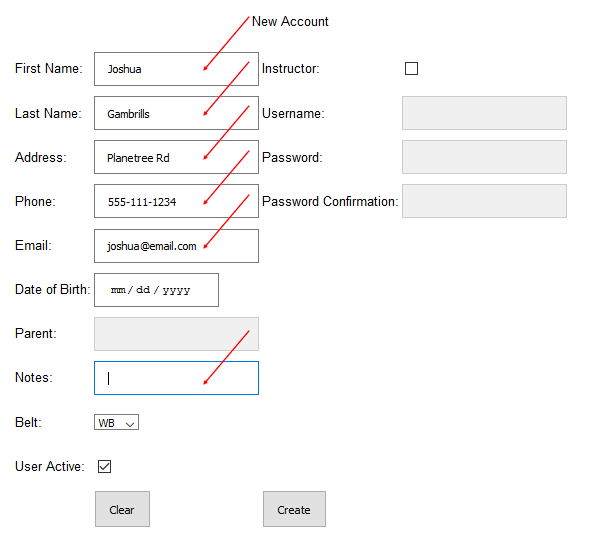 New Account
First Name: Joshua Instructor:
Last Name: Gambrills Username:
Address: Planetree Rd Password:
Phone: 555-111-1234 Password Confirmation:
Email: joshua@email.com
Date of Birth: mm / dd / yyyy
Parent:
Notes:
Belt: WB
User Active:
Clear Create